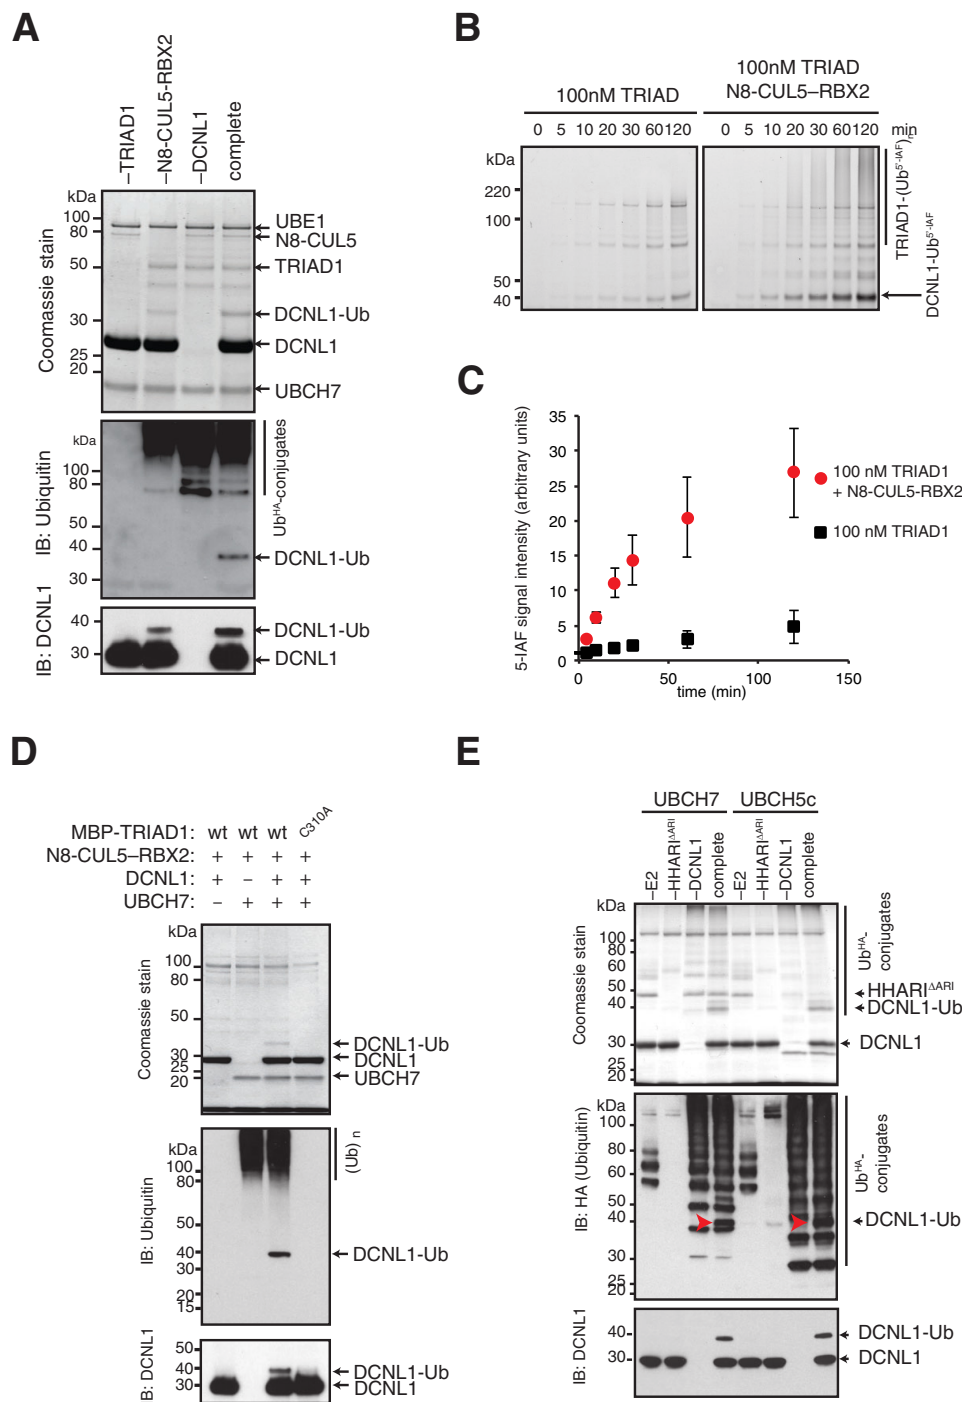 A
–TRIAD1
–N8-CUL5-RBX2
–DCNL1
complete
kDa
100
80
50
30
25
20
Coomassie stain
UBE1
N8-CUL5
TRIAD1
DCNL1-Ub
DCNL1
UBCH7
kDa
100
50
40
30
IB: Ubiquitin
Ub^HA-conjugates
DCNL1-Ub
40
30
IB: DCNL1
DCNL1-Ub
DCNL1
B
100nM TRIAD
100nM TRIAD
N8-CUL5–RBX2
0 5 10 20 30 60 120
0 5 10 20 30 60 120 min
kDa
220
100
50
40
TRIAD1-(Ub^5'-IAF)n
DCNL1-Ub^5'-IAF
C
5-IAF signal intensity (arbitrary units)
35
30
25
20
15
10
5
0
0 50 100 150
time (min)
100 nM TRIAD1
+ N8-CUL5-RBX2
100 nM TRIAD1
D
MBP-TRIAD1: wt wt wt C310A
N8-CUL5–RBX2: + + + +
DCNL1: + – + +
UBCH7: – + + +
kDa
100
80
50
30
25
20
Coomassie stain
DCNL1-Ub
DCNL1
UBCH7
kDa
100
80
50
40
30
20
15
IB: Ubiquitin
(Ub)n
DCNL1-Ub
50
40
30
B: DCNL1
DCNL1-Ub
DCNL1
E
UBCH7 UBCH5c
–E2
–HHARI^ΔARI
–DCNL1
complete
–E2
–HHARI^ΔARI
–DCNL1
complete
kDa
100
80
60
50
40
30
25
20
Coomassie stain
Ub^HA-
conjugates
HHARI^ΔARI
DCNL1-Ub
DCNL1
kDa
100
80
60
50
40
30
25
20
IB: HA (Ubiquitin)
Ub^HA-
conjugates
DCNL1-Ub
40
30
IB: DCNL1
DCNL1-Ub
DCNL1